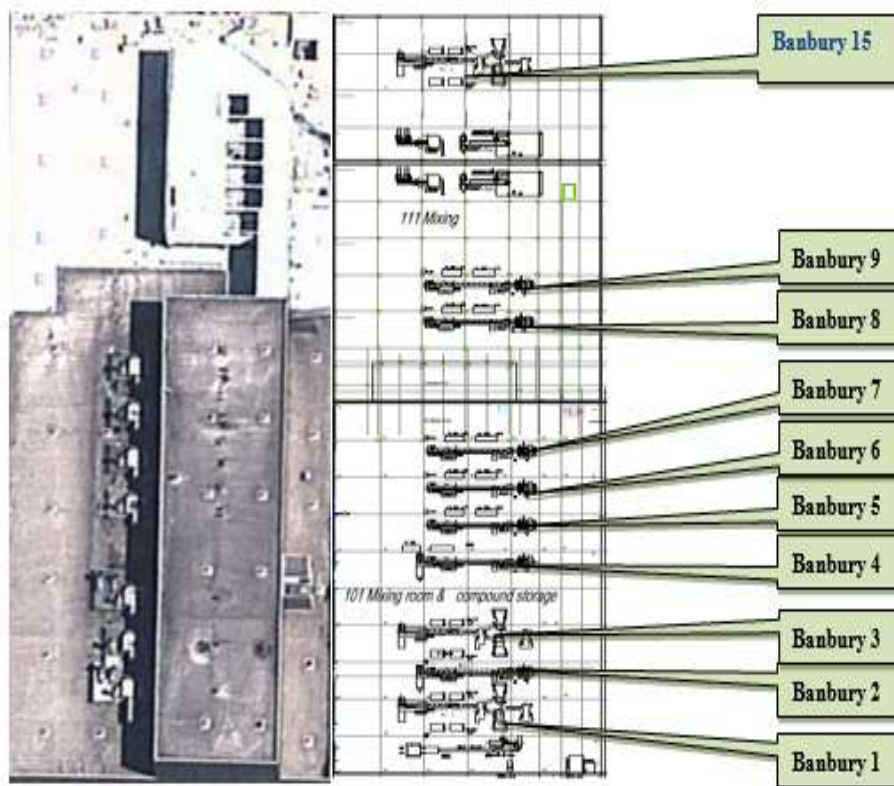 Banbury 15
111 Mixing
Banbury 9
Banbury 8
Banbury 7
Banbury 6
Banbury 5
Banbury 4
101 Mixing room & compound storage
Banbury 3
Banbury 2
Banbury 1